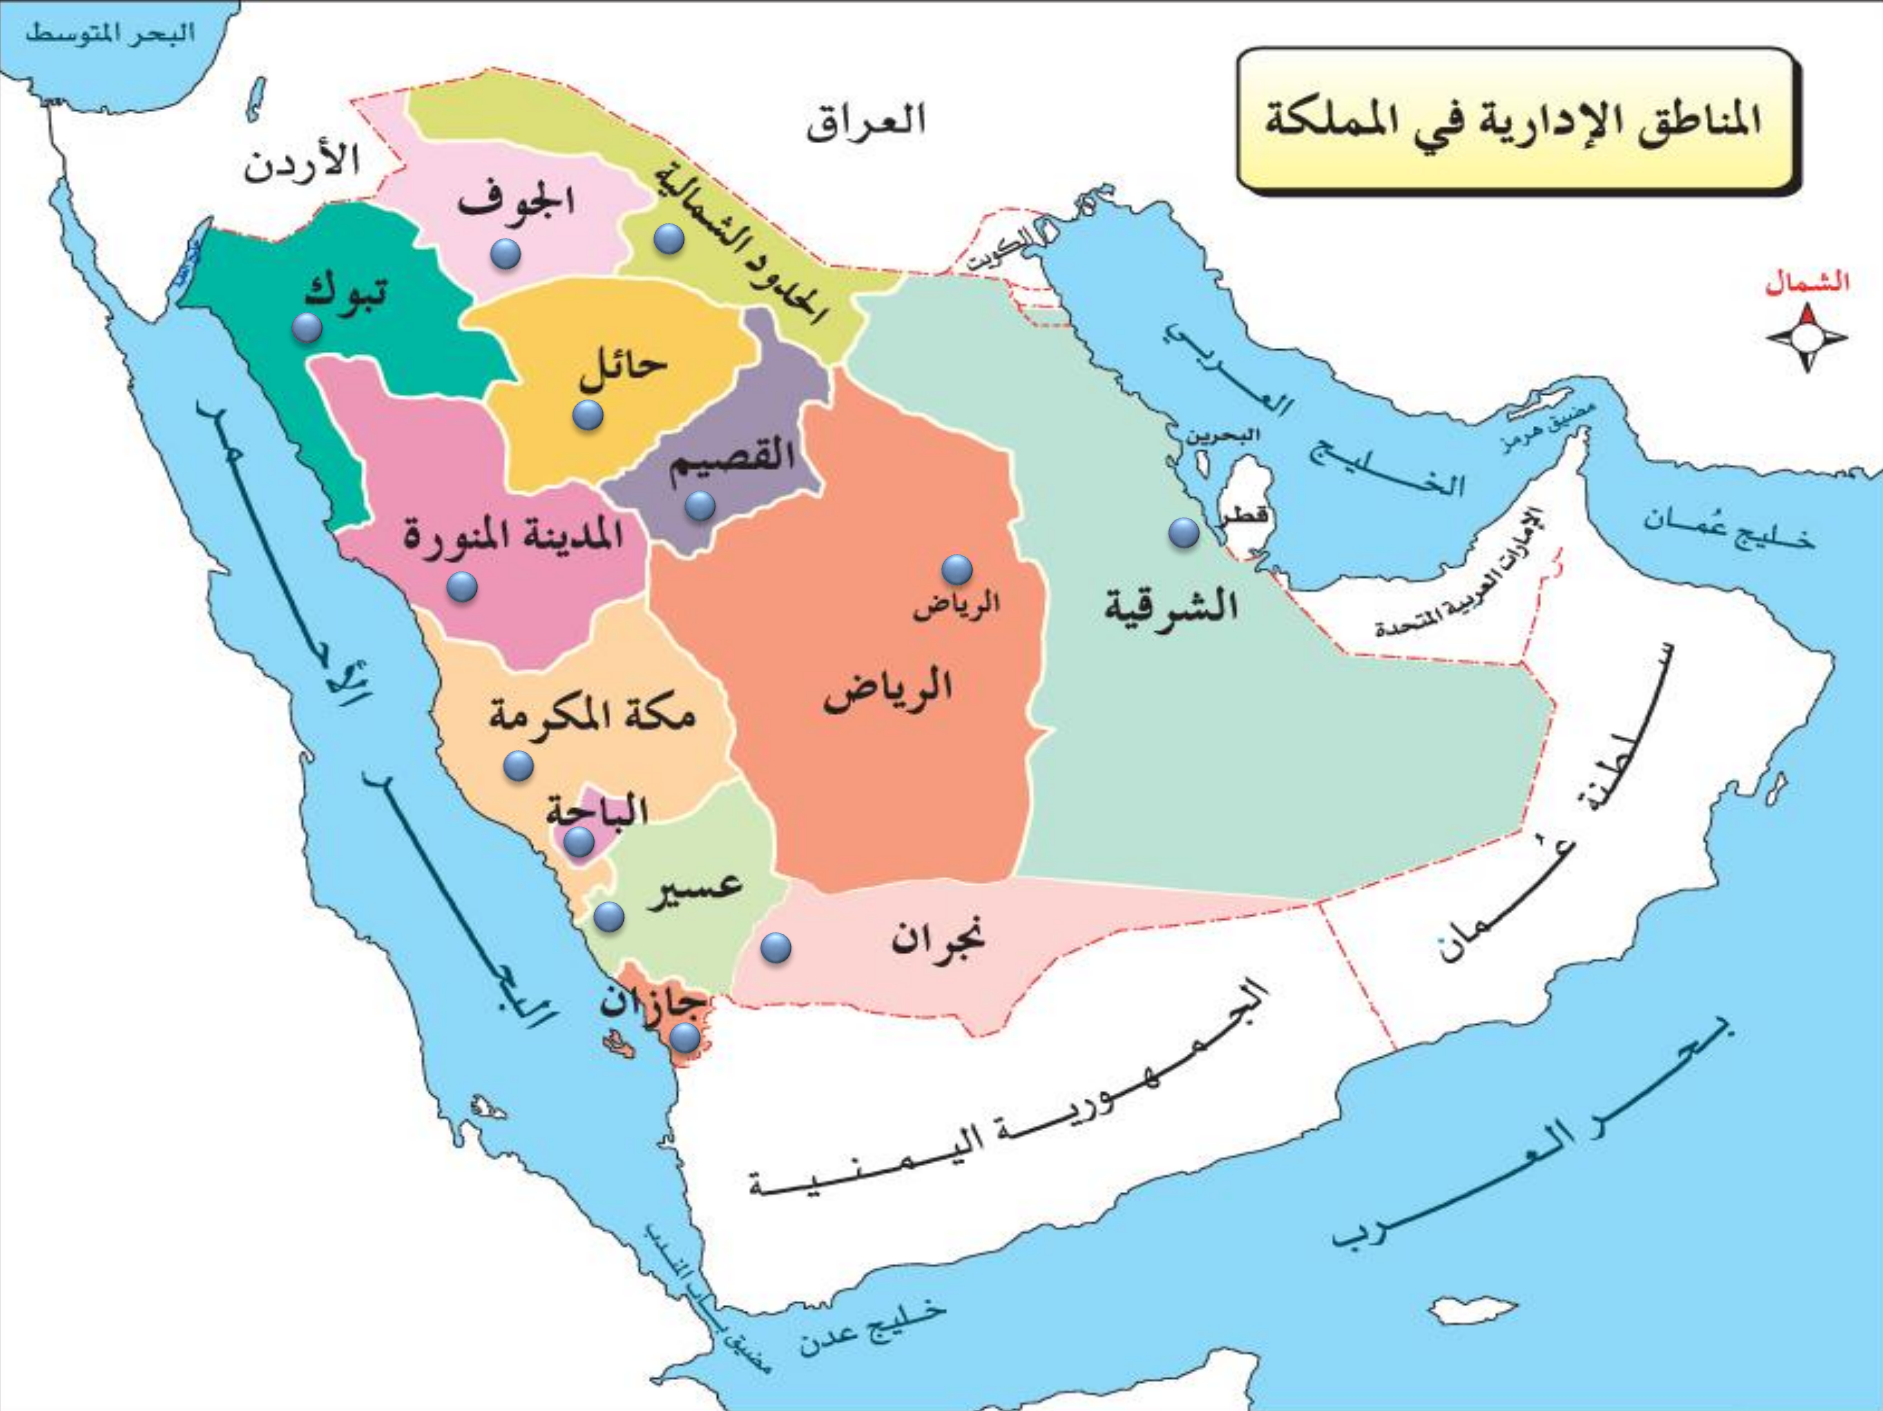 البحر المتوسط
المناطق الإدارية في المملكة
العراق
الأردن
الجوف
الحدود الشمالية
الكويت
الشمال
تبوك
حائل
القصيم
الخليج العربي
البحرين
مضيق هرمز
قطر
خليج عُمان
الإمارات العربية المتحدة
المدينة المنورة
الرياض
الشرقية
الرياض
مكة المكرمة
الباحة
عسير
نجران
جازان
سلطنة عُمان
البحر الأحمر
الجمهورية اليمنية
بحر العرب
مضيق باب المندب
خليج عدن